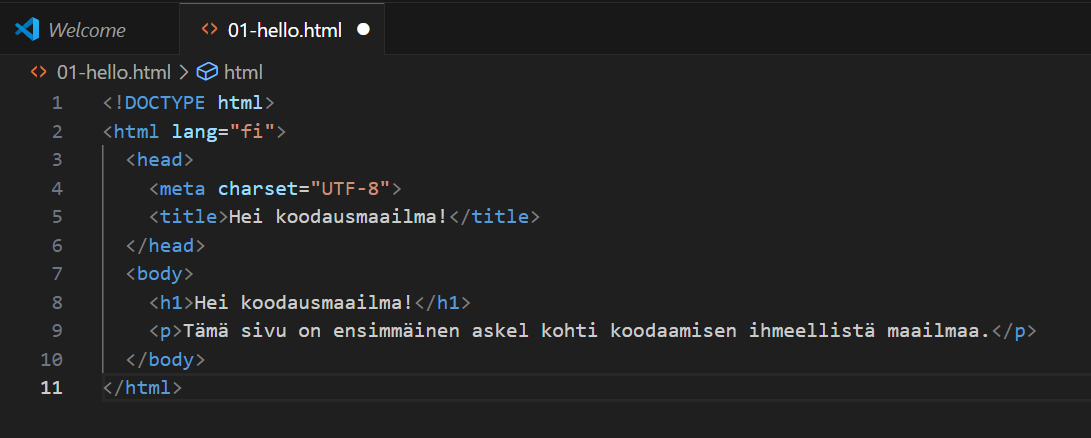 Welcome
01-hello.html
01-hello.html html
1 <!DOCTYPE html>
2 <html lang="fi">
3 <head>
4 <meta charset="UTF-8">
5 <title>Hei koodausmaailma!</title>
6 </head>
7 <body>
8 <h1>Hei koodausmaailma!</h1>
9 <p>Tämä sivu on ensimmäinen askel kohti koodaamisen ihmeellistä maailmaa.</p>
10 </body>
11 </html>